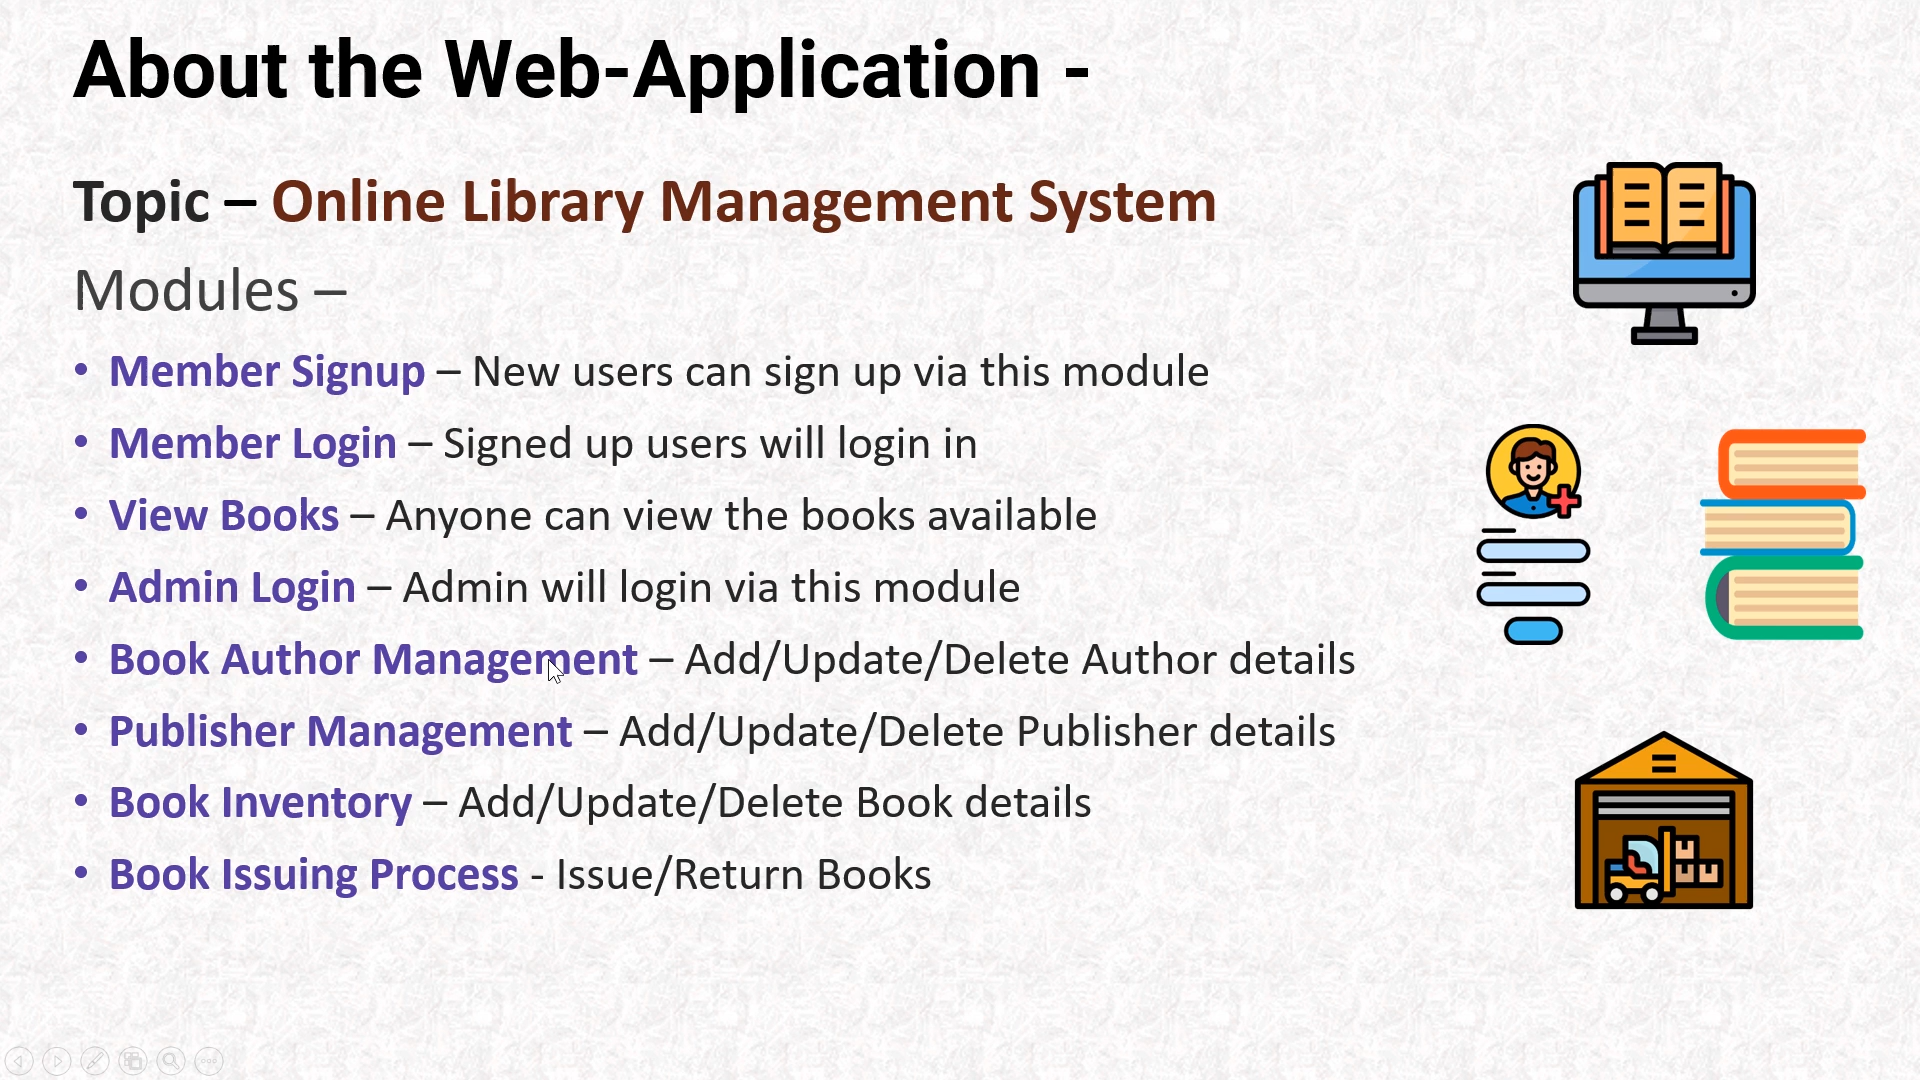 About the Web-Application -
Topic – Online Library Management System
Modules –
• Member Signup – New users can sign up via this module
• Member Login – Signed up users will login in
• View Books – Anyone can view the books available
• Admin Login – Admin will login via this module
• Book Author Management – Add/Update/Delete Author details
• Publisher Management – Add/Update/Delete Publisher details
• Book Inventory – Add/Update/Delete Book details
• Book Issuing Process - Issue/Return Books